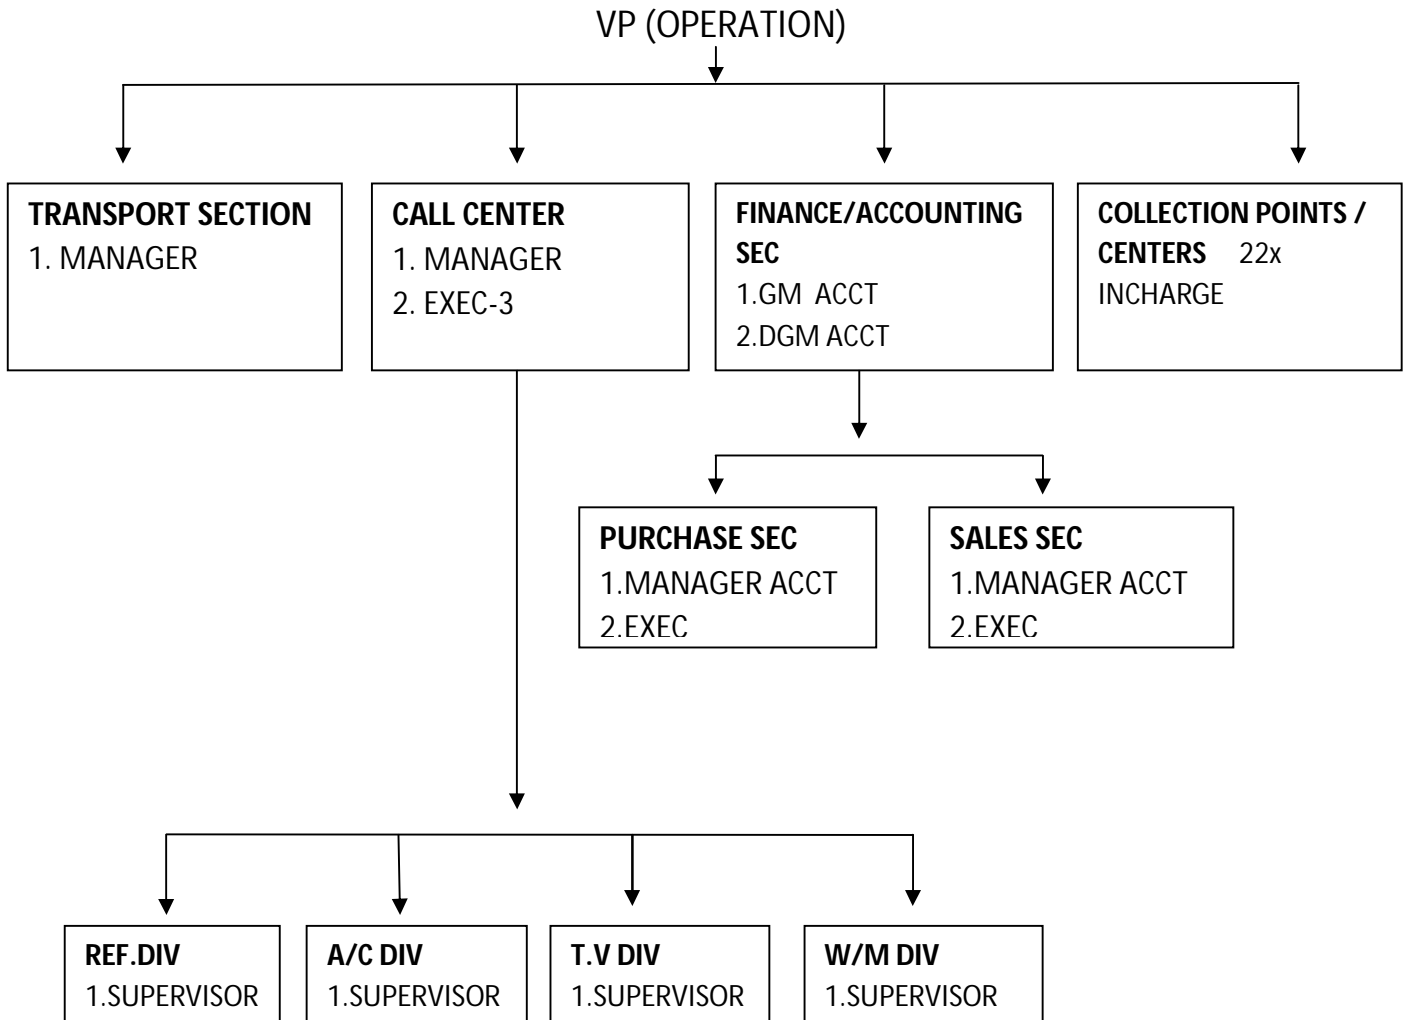 VP (OPERATION)
TRANSPORT SECTION
1. MANAGER
CALL CENTER
1. MANAGER
2. EXEC-3
FINANCE/ACCOUNTING
SEC
1.GM ACCT
2.DGM ACCT
COLLECTION POINTS /
CENTERS 22x
INCHARGE
PURCHASE SEC
1.MANAGER ACCT
2.EXEC
SALES SEC
1.MANAGER ACCT
2.EXEC
REF.DIV
1.SUPERVISOR
A/C DIV
1.SUPERVISOR
T.V DIV
1.SUPERVISOR
W/M DIV
1.SUPERVISOR